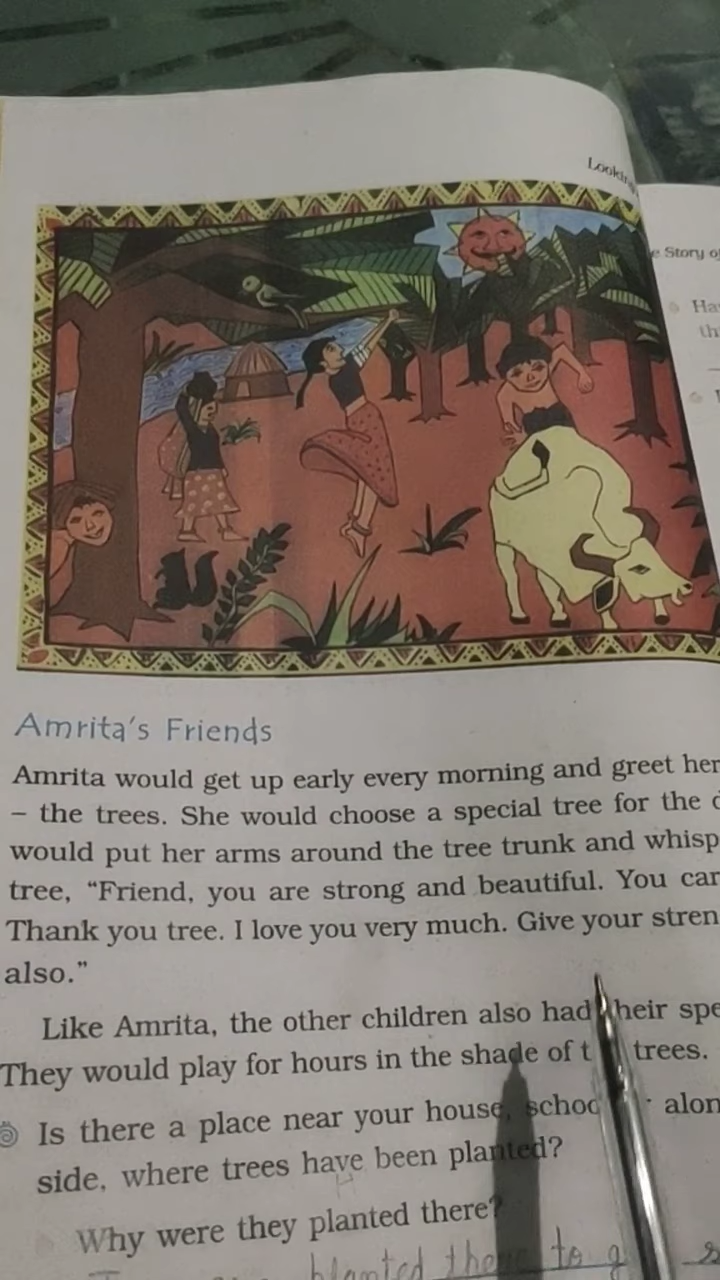 Looking
e Story of
Ha
th
Amrita's Friends
Amrita would get up early every morning and greet her
– the trees. She would choose a special tree for the
would put her arms around the tree trunk and whisp
tree, “Friend, you are strong and beautiful. You car
Thank you tree. I love you very much. Give your stren
also.”
Like Amrita, the other children also had their spe
They would play for hours in the shade of t trees.
Is there a place near your house, schoo alon
side, where trees have been planted?
Why were they planted there?
planted there to g